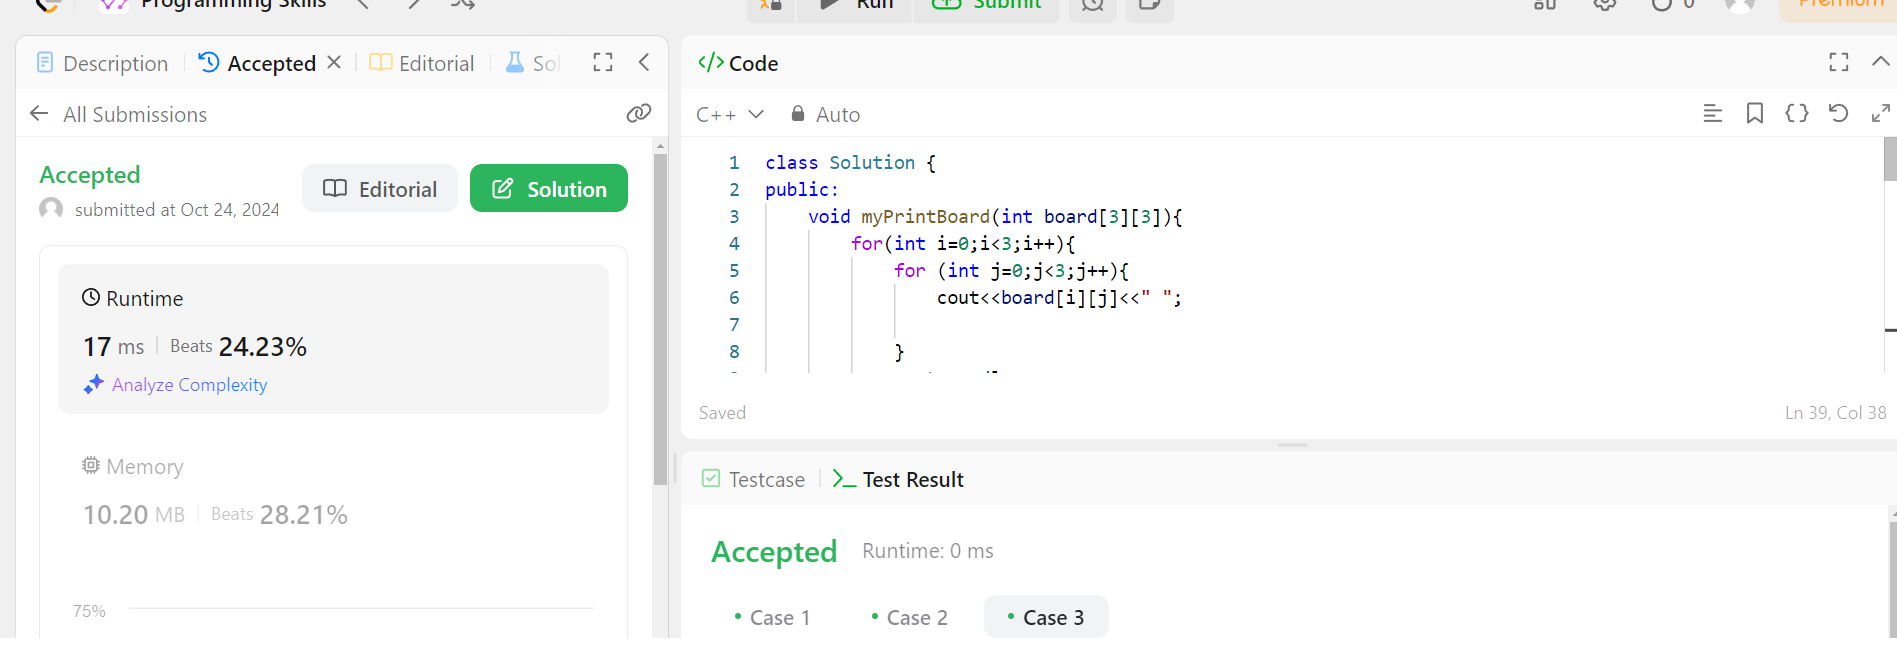 Programming Skills
Run
Submit
0
Premium
Description
Accepted
Editorial
Sol
All Submissions
Accepted
submitted at Oct 24, 2024
Editorial
Solution
Runtime
17 ms
Beats 24.23%
Analyze Complexity
Memory
10.20 MB
Beats 28.21%
75%
</> Code
C++
Auto
1 class Solution {
2 public:
3 void myPrintBoard(int board[3][3]){
4 for(int i=0;i<3;i++){
5 for (int j=0;j<3;j++){
6 cout<<board[i][j]<<" ";
7
8 }
Saved
Ln 39, Col 38
Testcase
Test Result
Accepted
Runtime: 0 ms
• Case 1
• Case 2
• Case 3